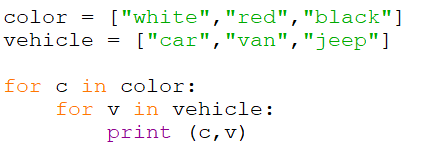 color = ["white","red","black"]
vehicle = ["car","van","jeep"]
for c in color:
    for v in vehicle:
        print (c,v)